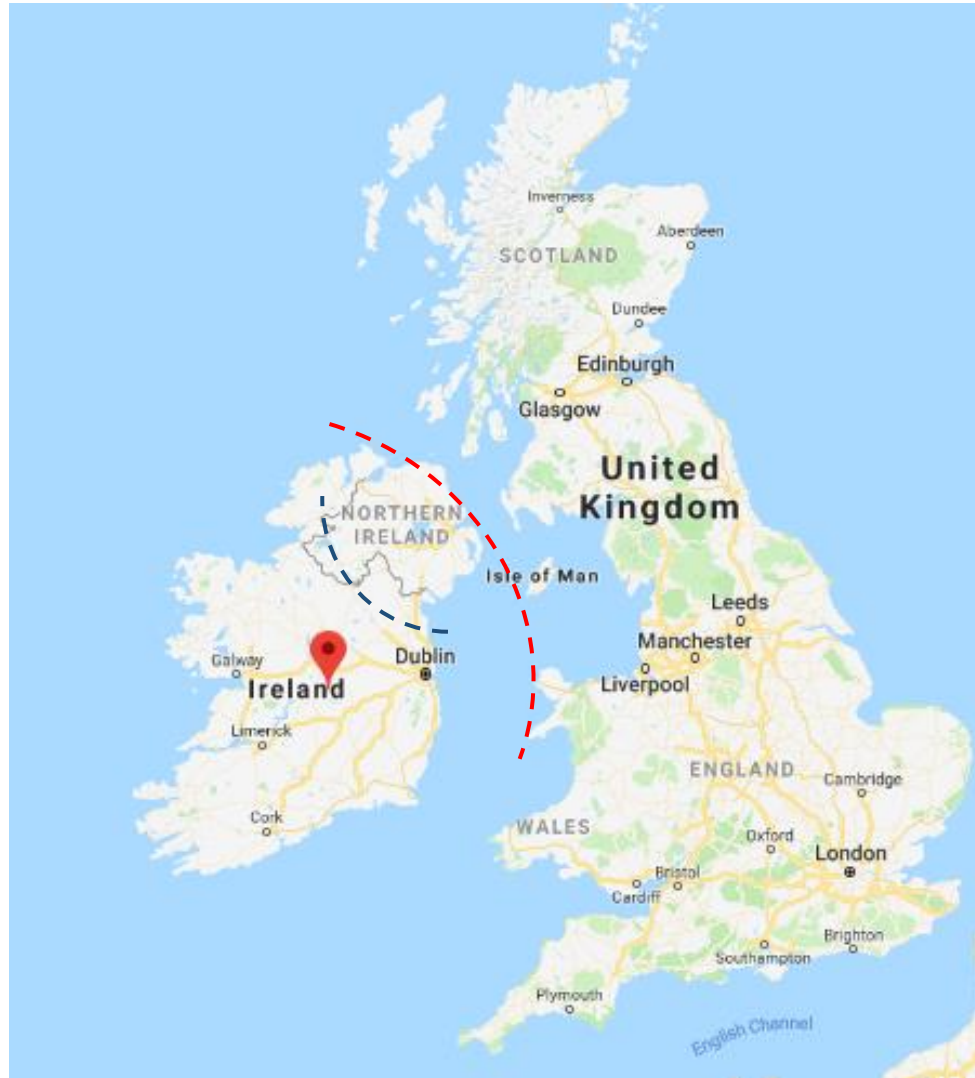 Inverness
Aberdeen
SCOTLAND
Dundee
Edinburgh
Glasgow
United
Kingdom
NORTHERN
IRELAND
Isle of Man
Leeds
Manchester
Dublin
Galway
Liverpool
Ireland
Limerick
ENGLAND
Cambridge
Cork
WALES
Oxford
London
Bristol
Cardiff
Brighton
Southampton
Plymouth
English Channel